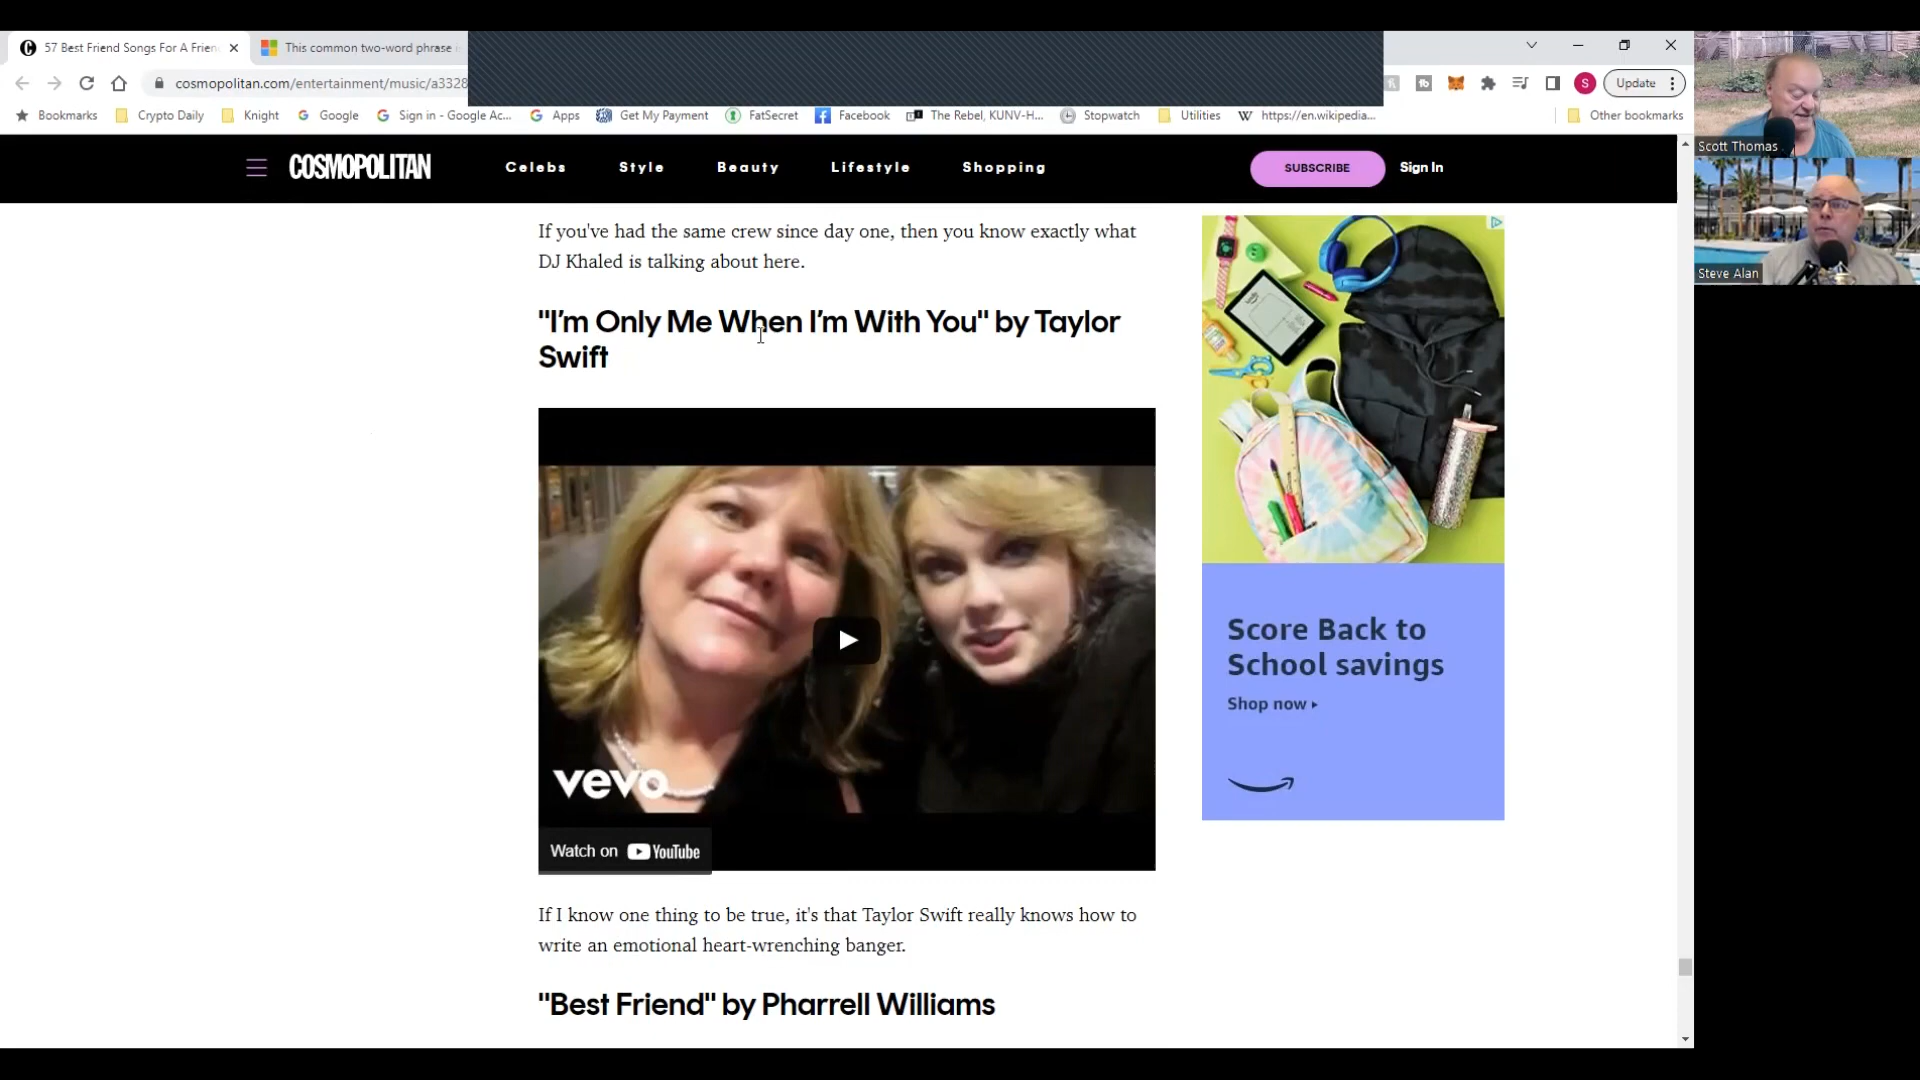 57 Best Friend Songs For A Frien
This common two-word phrase i
cosmopolitan.com/entertainment/music/a3328
Update
Bookmarks
Crypto Daily
Knight
Google
Sign in - Google Ac...
Apps
Get My Payment
FatSecret
Facebook
The Rebel, KUNV-H...
Stopwatch
Utilities
https://en.wikipedia...
Other bookmarks
COSMOPOLITAN
Celebs
Style
Beauty
Lifestyle
Shopping
SUBSCRIBE
Sign In
If you've had the same crew since day one, then you know exactly what
DJ Khaled is talking about here.
"I'm Only Me When I'm With You" by Taylor
Swift
vevo
Watch on YouTube
If I know one thing to be true, it's that Taylor Swift really knows how to
write an emotional heart-wrenching banger.
"Best Friend" by Pharrell Williams
Score Back to
School savings
Shop now
Scott Thomas
Steve Alan